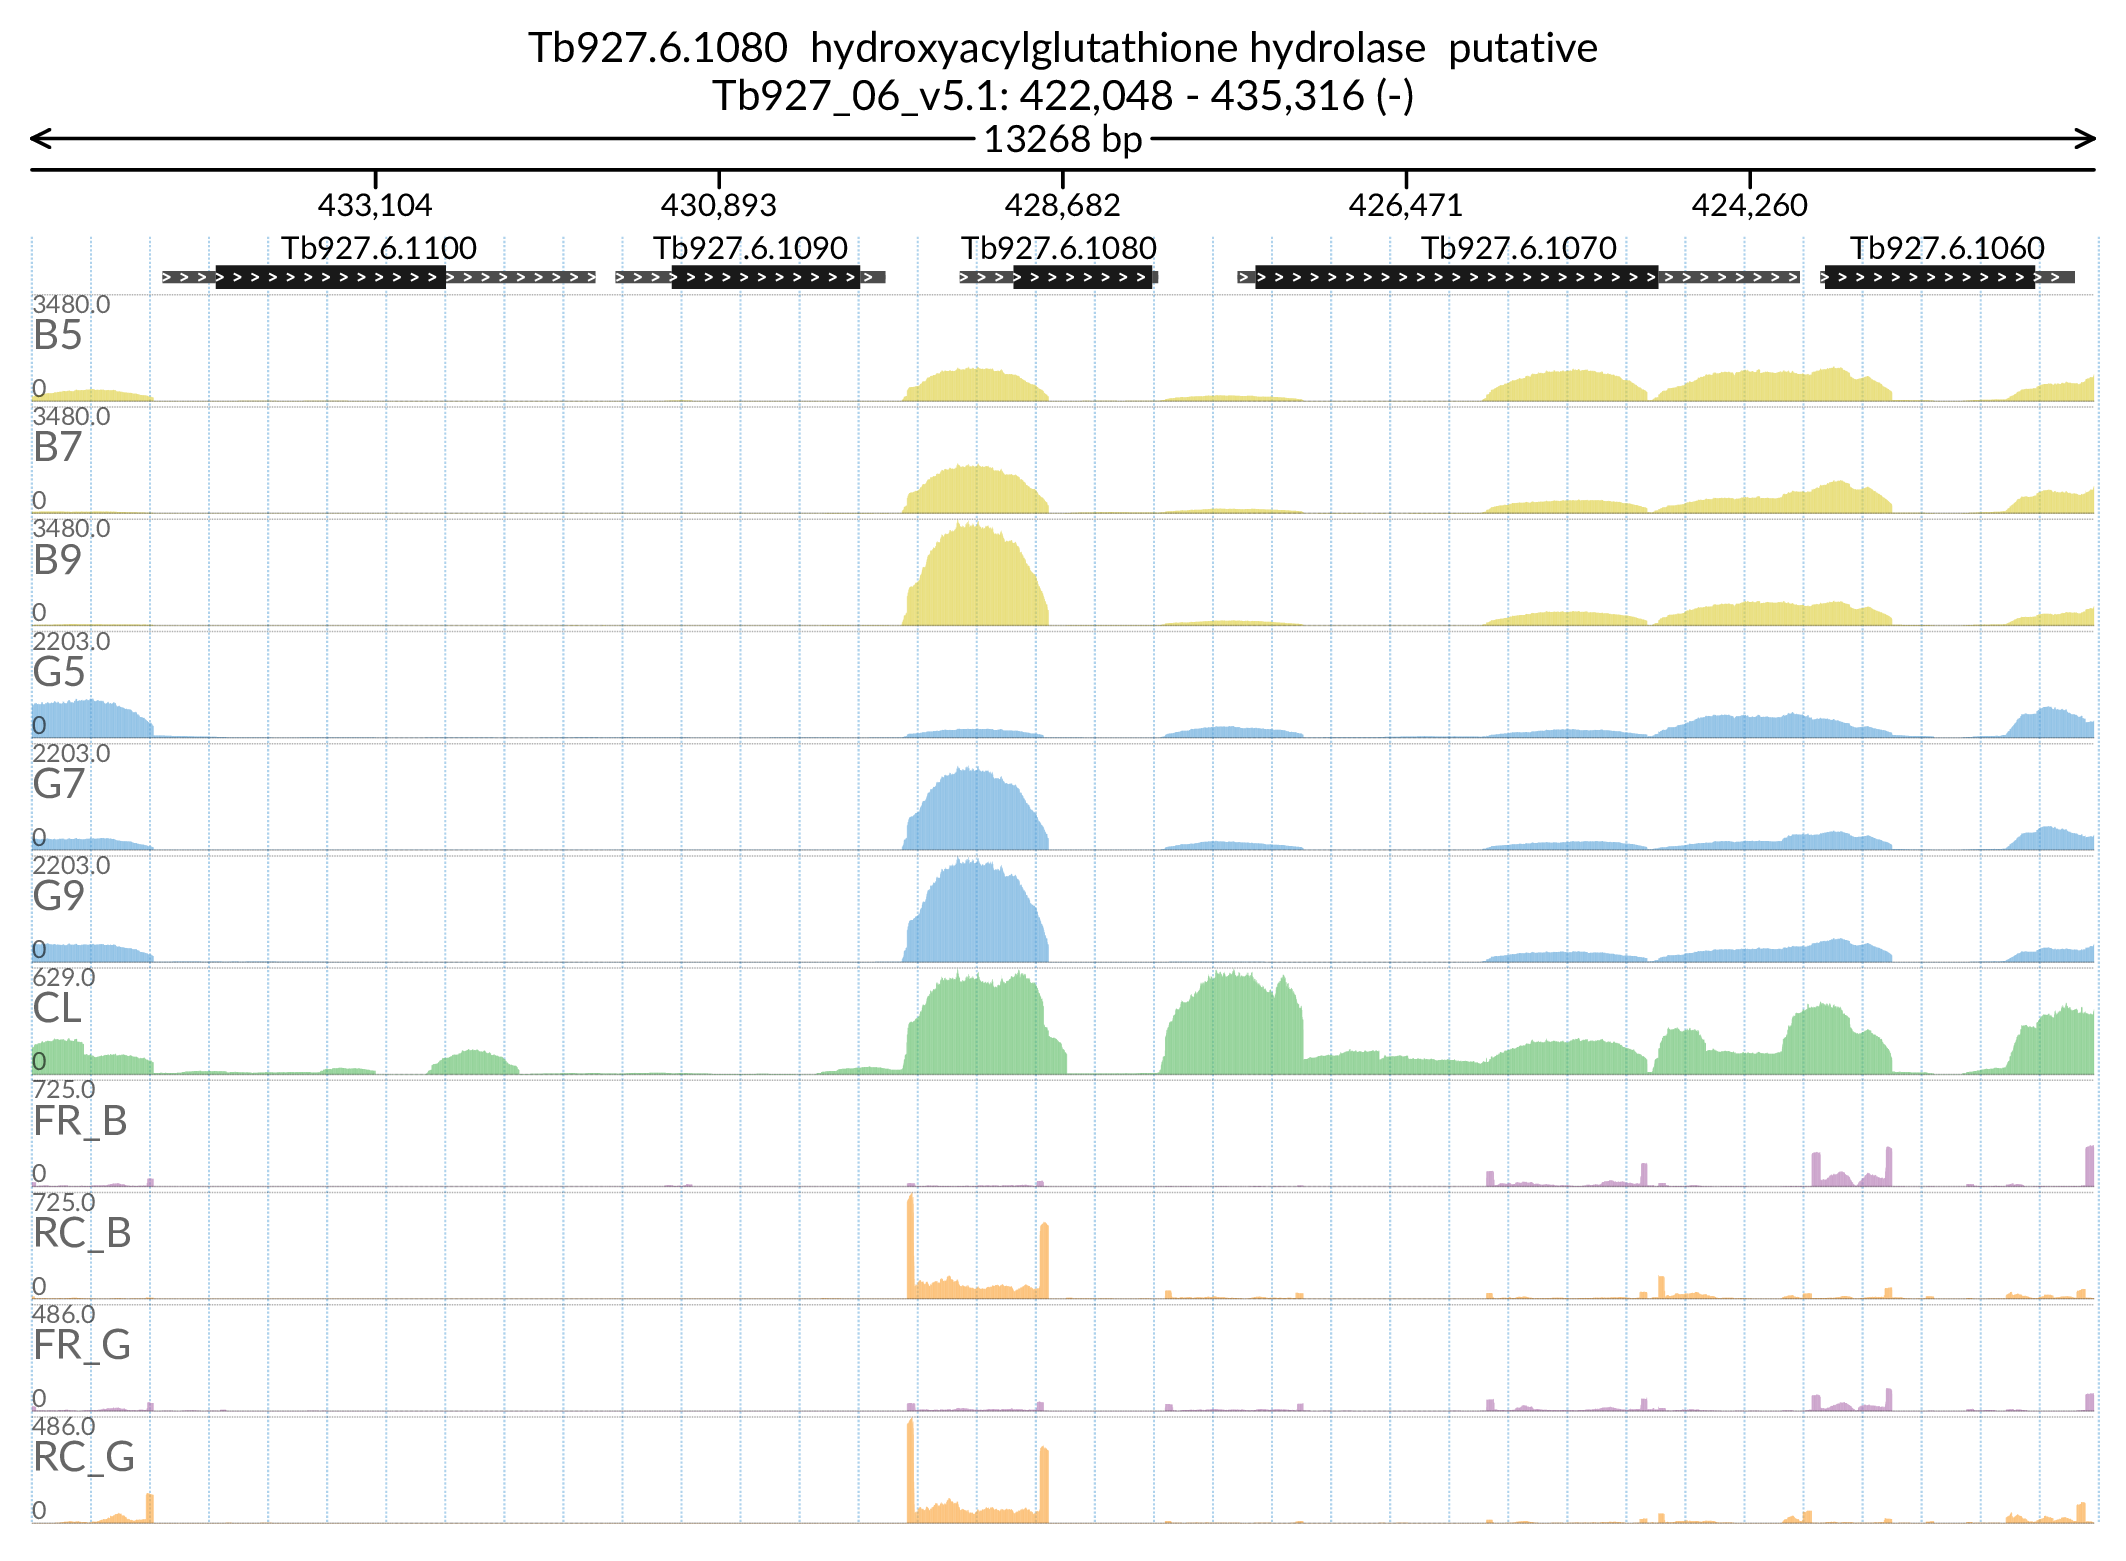 Tb927.6.1080  hydroxyacylglutathione hydrolase  putative
Tb927_06_v5.1: 422,048 - 435,316 (-)
13268 bp
433,104 430,893 428,682 426,471 424,260
Tb927.6.1100 Tb927.6.1090 Tb927.6.1080 Tb927.6.1070 Tb927.6.1060
3480.0
B5
0
3480.0
B7
0
3480.0
B9
0
2203.0
G5
0
2203.0
G7
0
2203.0
G9
0
629.0
CL
0
725.0
FR_B
0
725.0
RC_B
0
486.0
FR_G
0
486.0
RC_G
0